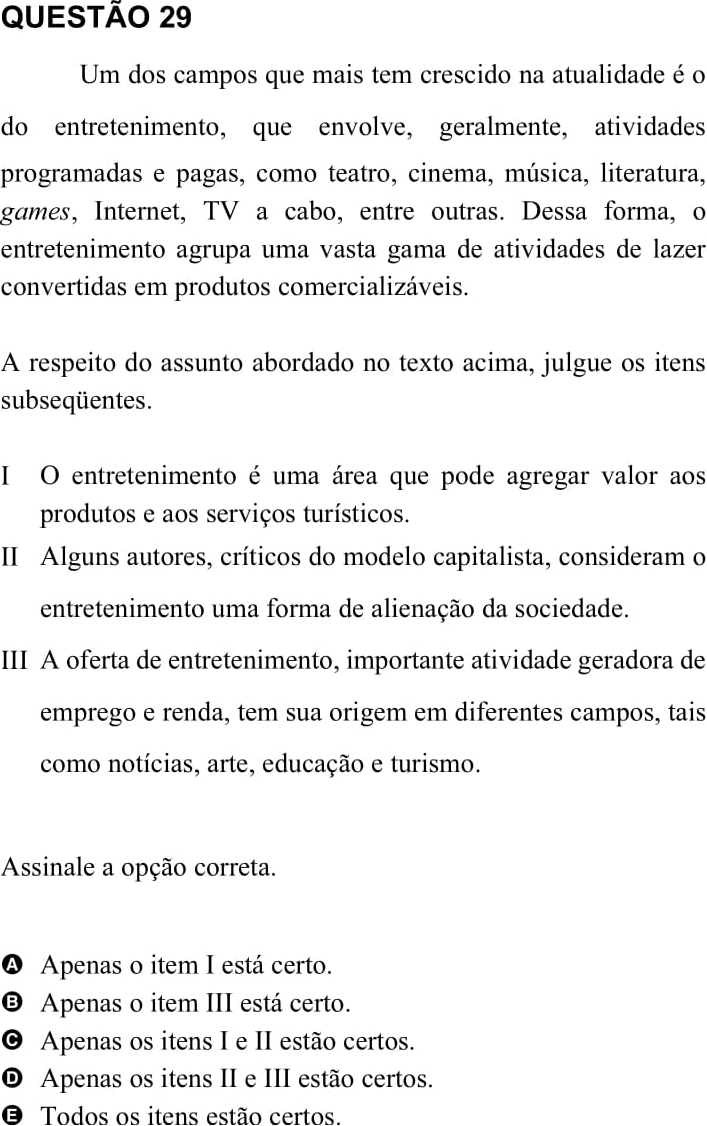 QUESTÃO 29
Um dos campos que mais tem crescido na atualidade é o
do entretenimento, que envolve, geralmente, atividades
programadas e pagas, como teatro, cinema, música, literatura,
games, Internet, TV a cabo, entre outras. Dessa forma, o
entretenimento agrupa uma vasta gama de atividades de lazer
convertidas em produtos comercializáveis.
A respeito do assunto abordado no texto acima, julgue os itens
subseqüentes.
I O entretenimento é uma área que pode agregar valor aos
produtos e aos serviços turísticos.
II Alguns autores, críticos do modelo capitalista, consideram o
entretenimento uma forma de alienação da sociedade.
III A oferta de entretenimento, importante atividade geradora de
emprego e renda, tem sua origem em diferentes campos, tais
como notícias, arte, educação e turismo.
Assinale a opção correta.
A Apenas o item I está certo.
B Apenas o item III está certo.
C Apenas os itens I e II estão certos.
D Apenas os itens II e III estão certos.
E Todos os itens estão certos.